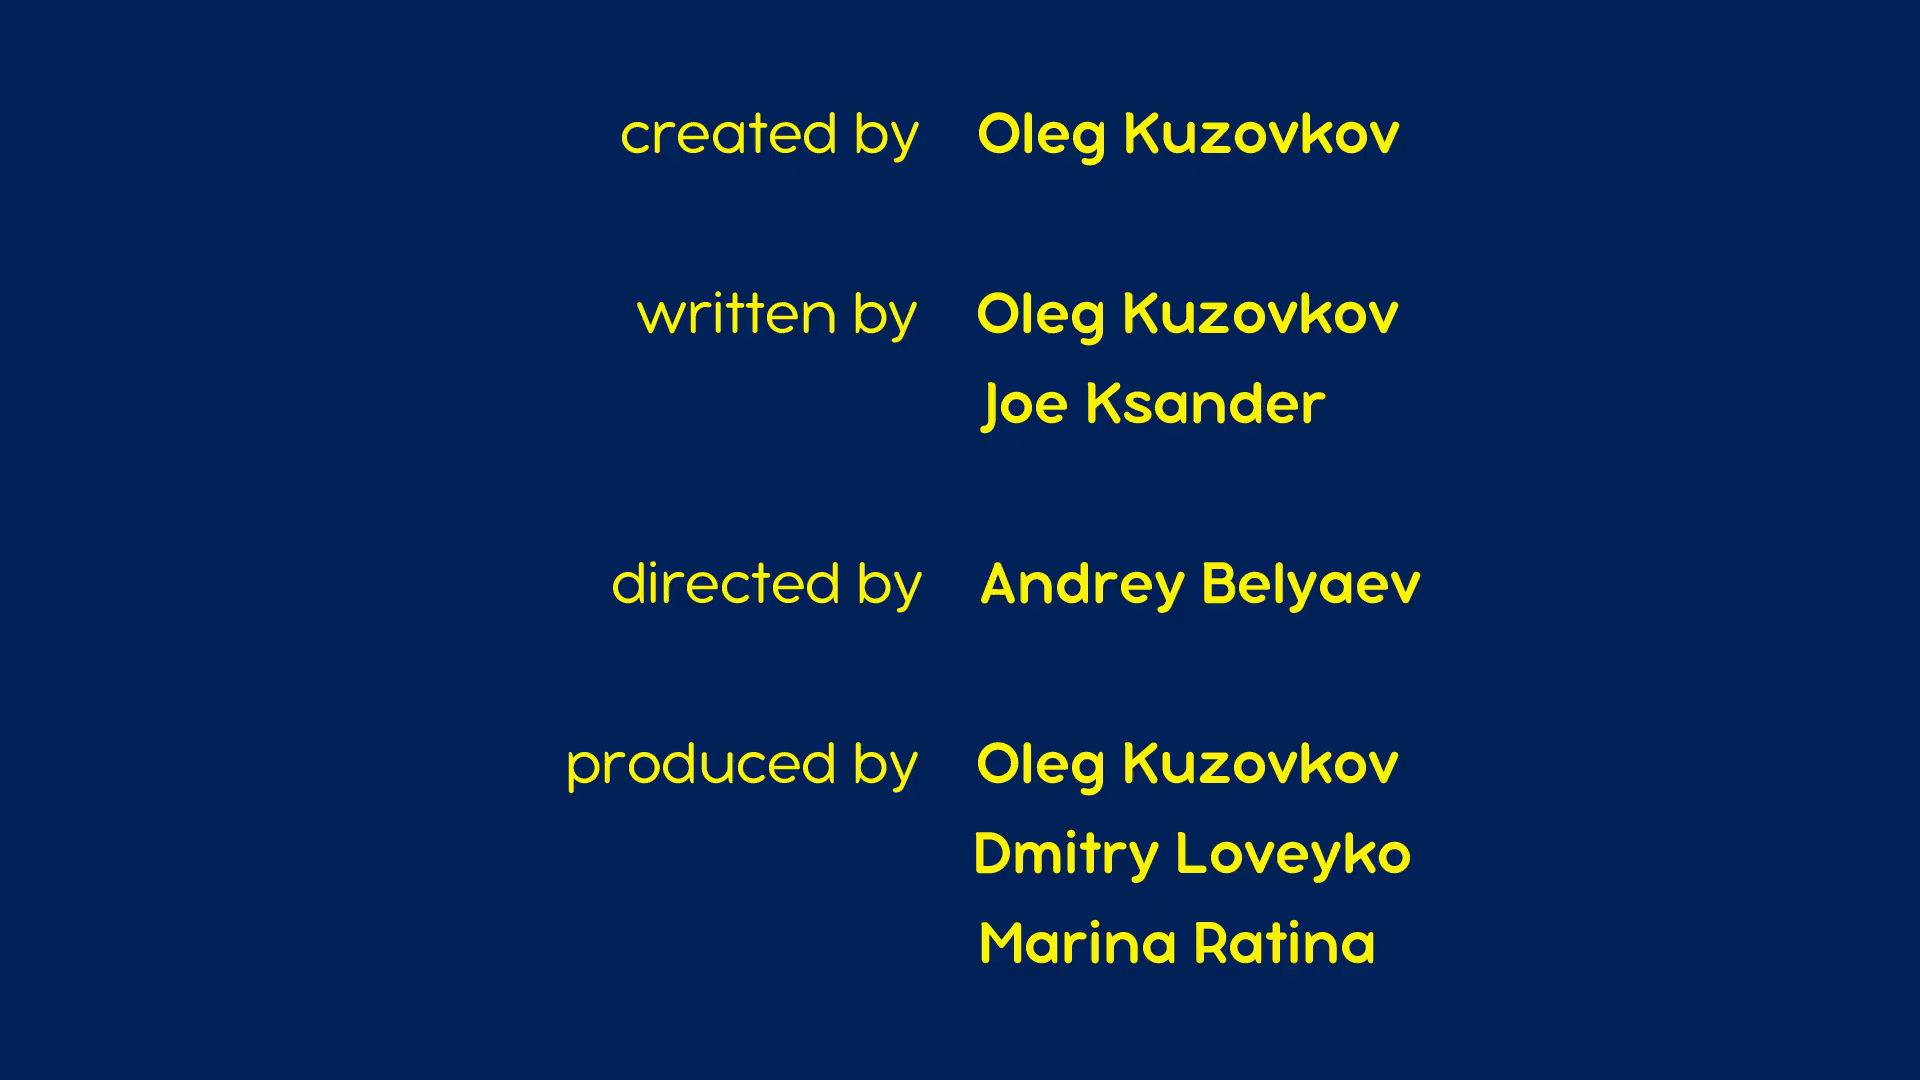 created by Oleg Kuzovkov
written by Oleg Kuzovkov
Joe Ksander
directed by Andrey Belyaev
produced by Oleg Kuzovkov
Dmitry Loveyko
Marina Ratina